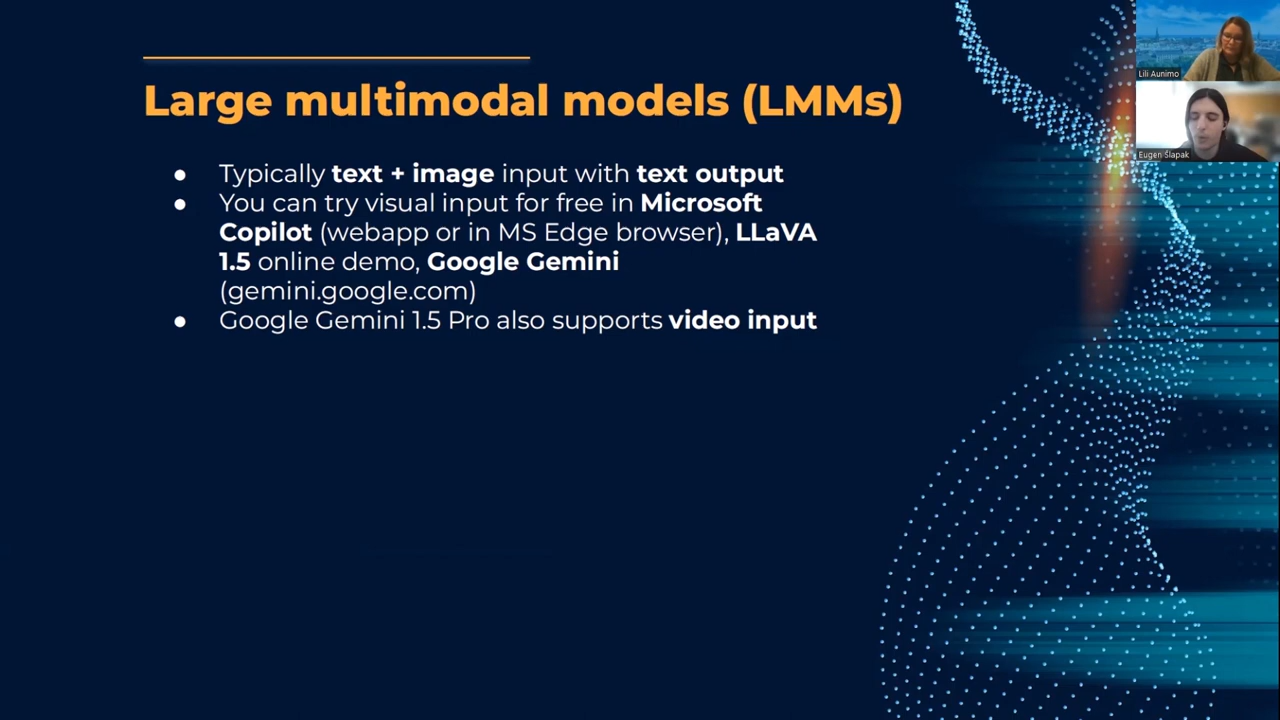 Large multimodal models (LMMs)
● Typically text + image input with text output
● You can try visual input for free in Microsoft
Copilot (webapp or in MS Edge browser), LLaVA
1.5 online demo, Google Gemini
(gemini.google.com)
● Google Gemini 1.5 Pro also supports video input
Lili Aunimo
Eugen Šlapak